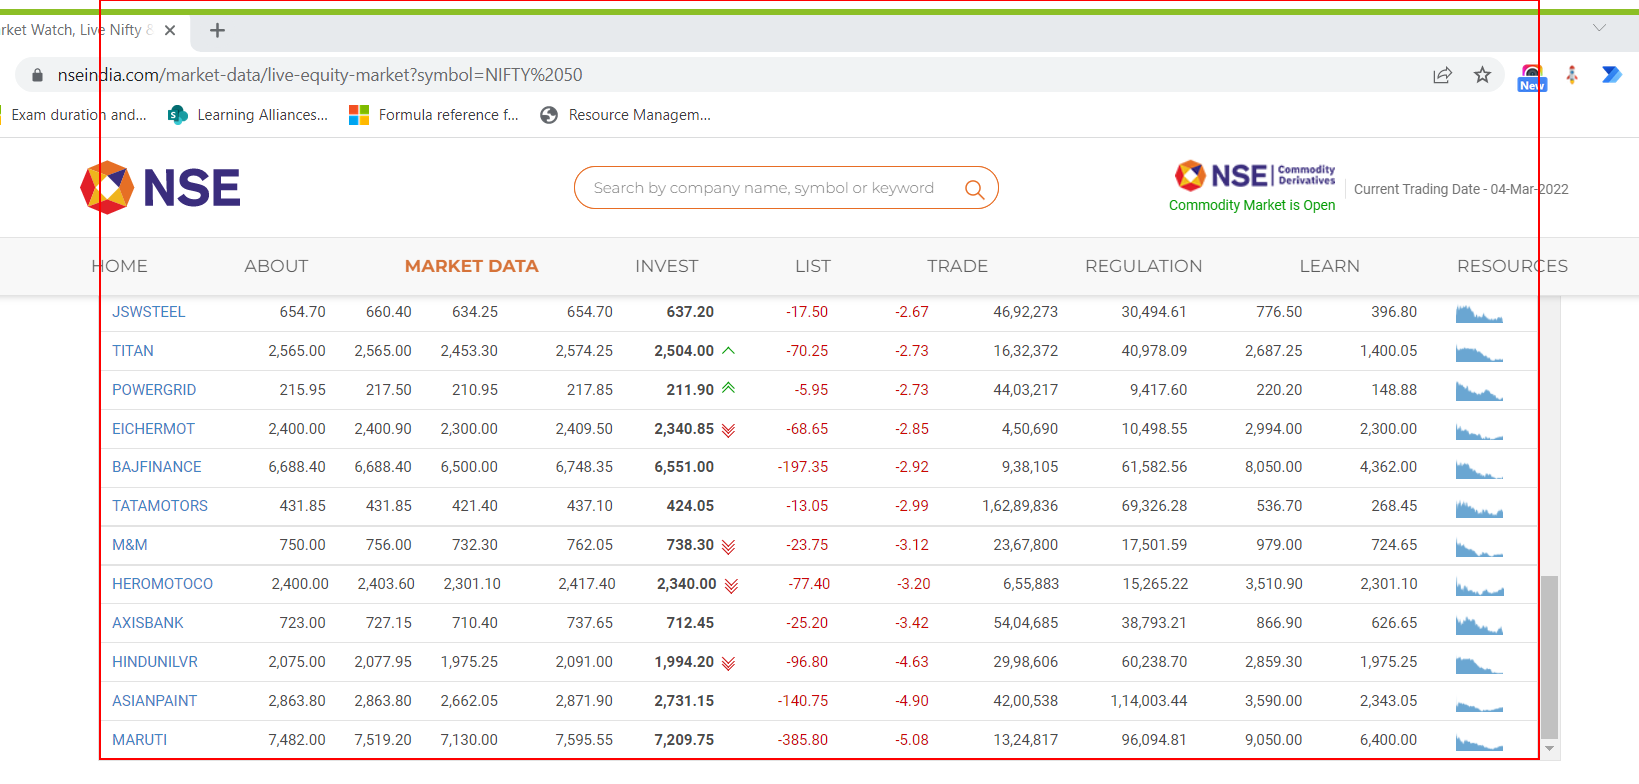 rket Watch, Live Nifty &
nseindia.com/market-data/live-equity-market?symbol=NIFTY%2050
New
Exam duration and... Learning Alliances... Formula reference f... Resource Managem...
NSE
Search by company name, symbol or keyword
NSE Commodity Derivatives
Commodity Market is Open
Current Trading Date - 04-Mar-2022
HOME ABOUT MARKET DATA INVEST LIST TRADE REGULATION LEARN RESOURCES
JSWSTEEL 654.70 660.40 634.25 654.70 637.20 -17.50 -2.67 46,92,273 30,494.61 776.50 396.80
TITAN 2,565.00 2,565.00 2,453.30 2,574.25 2,504.00 -70.25 -2.73 16,32,372 40,978.09 2,687.25 1,400.05
POWERGRID 215.95 217.50 210.95 217.85 211.90 -5.95 -2.73 44,03,217 9,417.60 220.20 148.88
EICHERMOT 2,400.00 2,400.90 2,300.00 2,409.50 2,340.85 -68.65 -2.85 4,50,690 10,498.55 2,994.00 2,300.00
BAJFINANCE 6,688.40 6,688.40 6,500.00 6,748.35 6,551.00 -197.35 -2.92 9,38,105 61,582.56 8,050.00 4,362.00
TATAMOTORS 431.85 431.85 421.40 437.10 424.05 -13.05 -2.99 1,62,89,836 69,326.28 536.70 268.45
M&M 750.00 756.00 732.30 762.05 738.30 -23.75 -3.12 23,67,800 17,501.59 979.00 724.65
HEROMOTOCO 2,400.00 2,403.60 2,301.10 2,417.40 2,340.00 -77.40 -3.20 6,55,883 15,265.22 3,510.90 2,301.10
AXISBANK 723.00 727.15 710.40 737.65 712.45 -25.20 -3.42 54,04,685 38,793.21 866.90 626.65
HINDUNILVR 2,075.00 2,077.95 1,975.25 2,091.00 1,994.20 -96.80 -4.63 29,98,606 60,238.70 2,859.30 1,975.25
ASIANPAINT 2,863.80 2,863.80 2,662.05 2,871.90 2,731.15 -140.75 -4.90 42,00,538 1,14,003.44 3,590.00 2,343.05
MARUTI 7,482.00 7,519.20 7,130.00 7,595.55 7,209.75 -385.80 -5.08 13,24,817 96,094.81 9,050.00 6,400.00